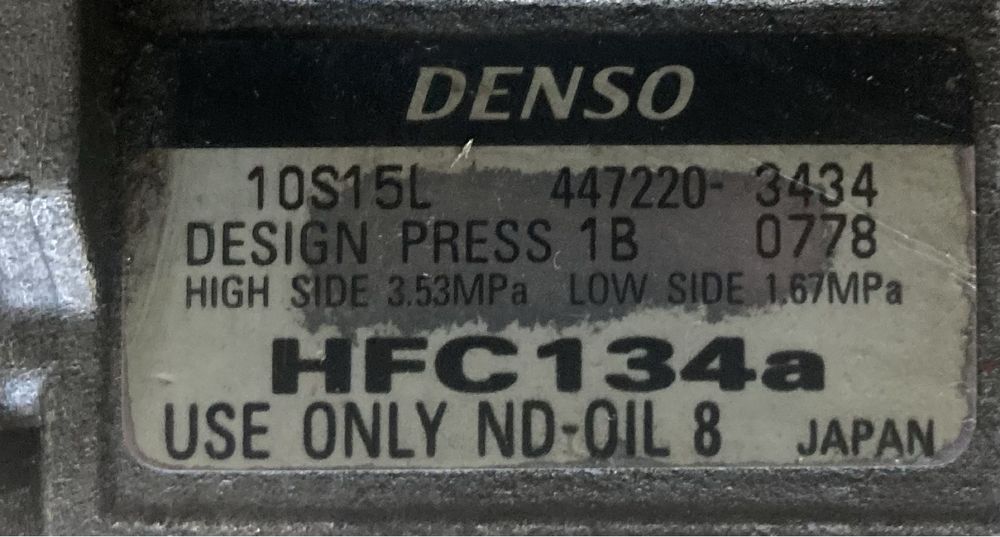 DENSO
10S15L 447220- 3434
DESIGN PRESS 1B 0778
HIGH SIDE 3.53MPa LOW SIDE 1.67MPa
HFC134a
USE ONLY ND-OIL 8 JAPAN